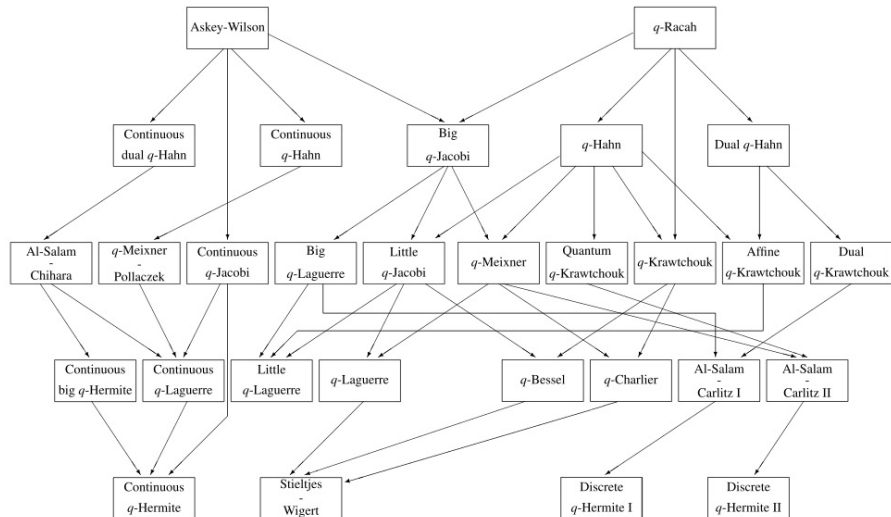 Askey-Wilson
q-Racah
Continuous
dual q-Hahn
Continuous
q-Hahn
Big
q-Jacobi
q-Hahn
Dual q-Hahn
Al-Salam
-
Chihara
q-Meixner
-
Pollaczek
Continuous
q-Jacobi
Big
q-Laguerre
Little
q-Jacobi
q-Meixner
Quantum
q-Krawtchouk
q-Krawtchouk
Affine
q-Krawtchouk
Dual
q-Krawtchouk
Continuous
big q-Hermite
Continuous
q-Laguerre
Little
q-Laguerre
q-Laguerre
q-Bessel
q-Charlier
Al-Salam
-
Carlitz I
Al-Salam
-
Carlitz II
Continuous
q-Hermite
Stieltjes
-
Wigert
Discrete
q-Hermite I
Discrete
q-Hermite II